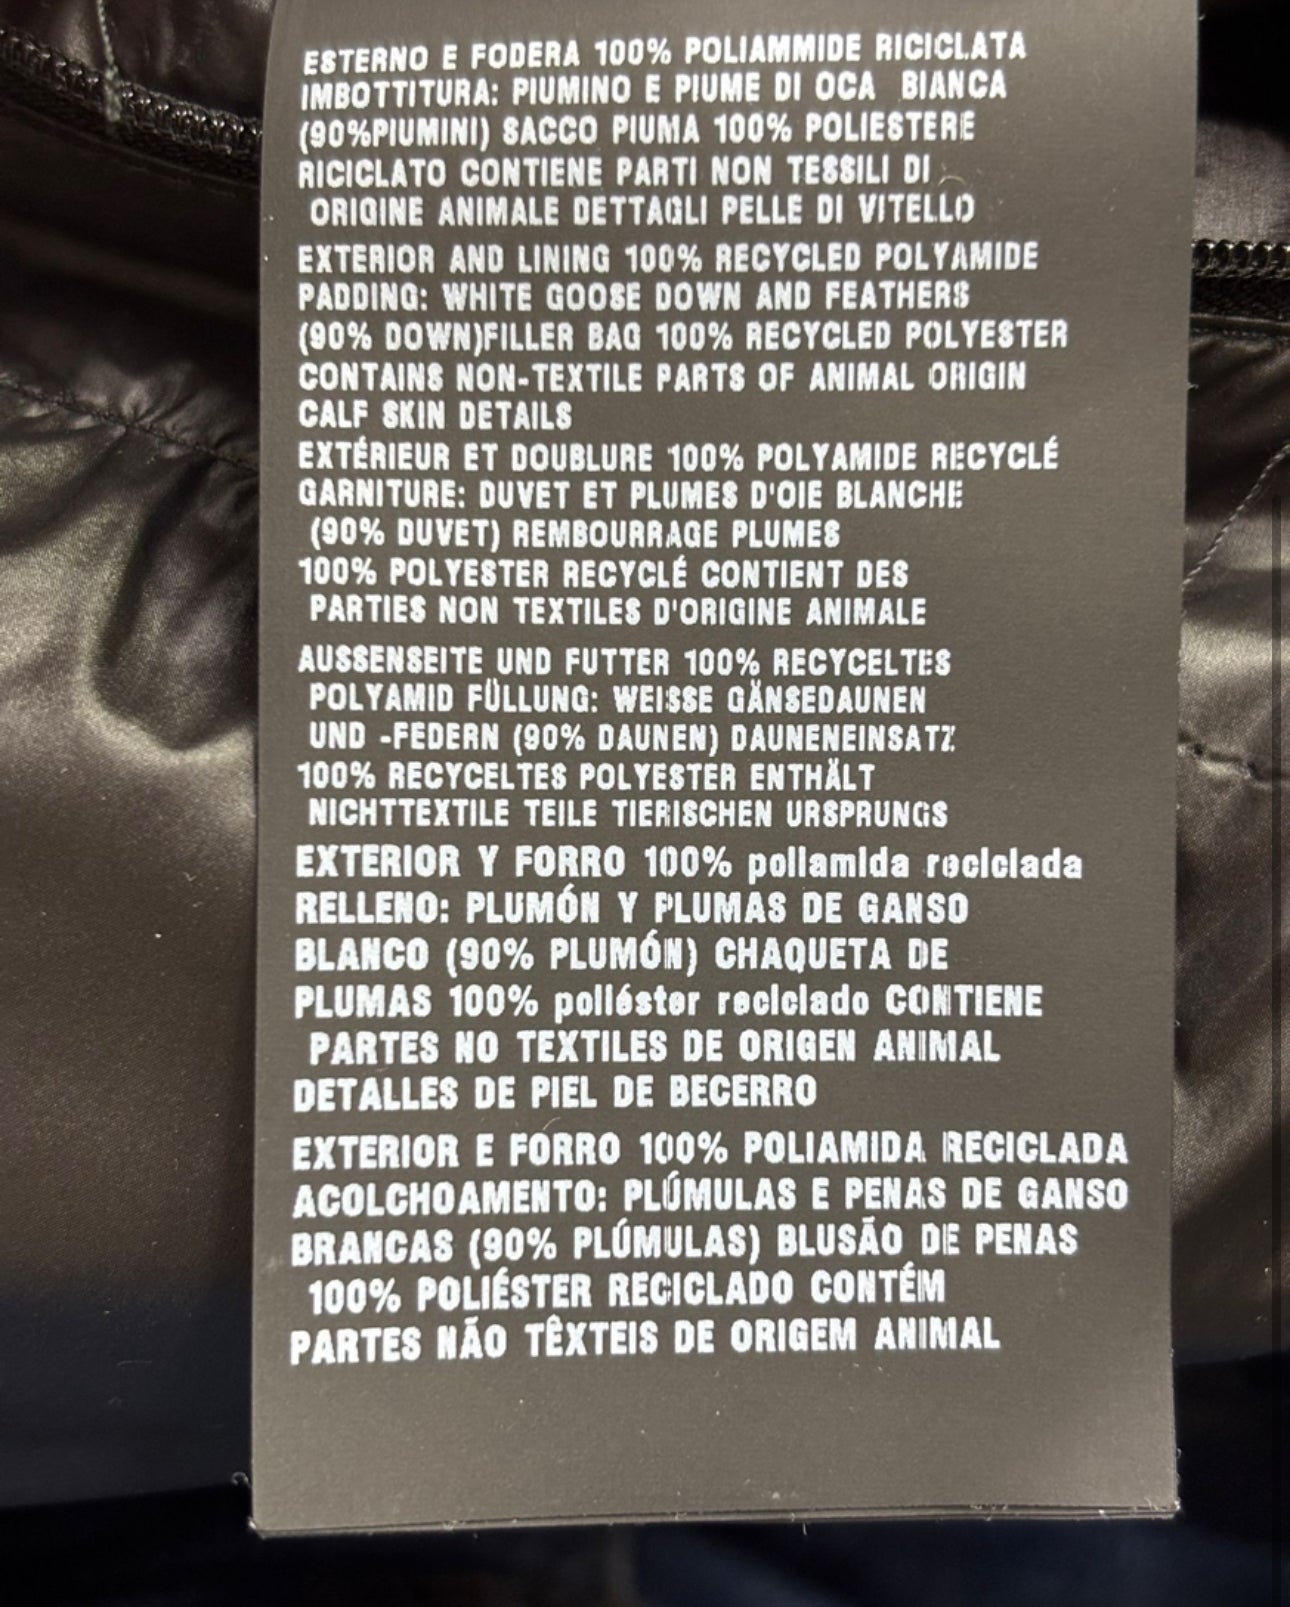 ESTERNO E FODERA 100% POLIAMMIDE RICICLATA
IMBOTTITURA: PIUMINO E PIUME DI OCA BIANCA
(90%PIUMINI) SACCO PIUMA 100% POLIESTERE
RICICLATO CONTIENE PARTI NON TESSILI DI
ORIGINE ANIMALE DETTAGLI PELLE DI VITELLO
EXTERIOR AND LINING 100% RECYCLED POLYAMIDE
PADDING: WHITE GOOSE DOWN AND FEATHERS
(90% DOWN)FILLER BAG 100% RECYCLED POLYESTER
CONTAINS NON-TEXTILE PARTS OF ANIMAL ORIGIN
CALF SKIN DETAILS
EXTÉRIEUR ET DOUBLURE 100% POLYAMIDE RECYCLÉ
GARNITURE: DUVET ET PLUMES D'OIE BLANCHE
(90% DUVET) REMBOURRAGE PLUMES
100% POLYESTER RECYCLÉ CONTIENT DES
PARTIES NON TEXTILES D'ORIGINE ANIMALE
AUSSENSEITE UND FUTTER 100% RECYCELTES
POLYAMID FÜLLUNG: WEISSE GÄNSEDAUNEN
UND -FEDERN (90% DAUNEN) DAUNENEINSATZ
100% RECYCELTES POLYESTER ENTHÄLT
NICHTTEXTILE TEILE TIERISCHEN URSPRUNGS
EXTERIOR Y FORRO 100% poliamida reciclada
RELLENO: PLUMÓN Y PLUMAS DE GANSO
BLANCO (90% PLUMÓN) CHAQUETA DE
PLUMAS 100% poliéster reciclado CONTIENE
PARTES NO TEXTILES DE ORIGEN ANIMAL
DETALLES DE PIEL DE BECERRO
EXTERIOR E FORRO 100% POLIAMIDA RECICLADA
ACOLCHOAMENTO: PLÚMULAS E PENAS DE GANSO
BRANCAS (90% PLÚMULAS) BLUSÃO DE PENAS
100% POLIÉSTER RECICLADO CONTÉM
PARTES NÃO TÊXTEIS DE ORIGEM ANIMAL